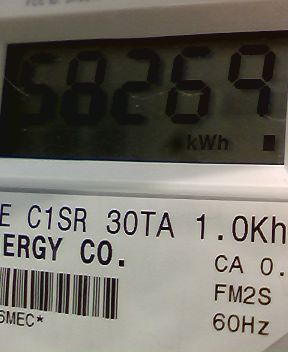 58269
kWh
E C1SR 30TA 1.0Kh
ERGY CO.
CA 0.
FM2S
6MEC*
60Hz